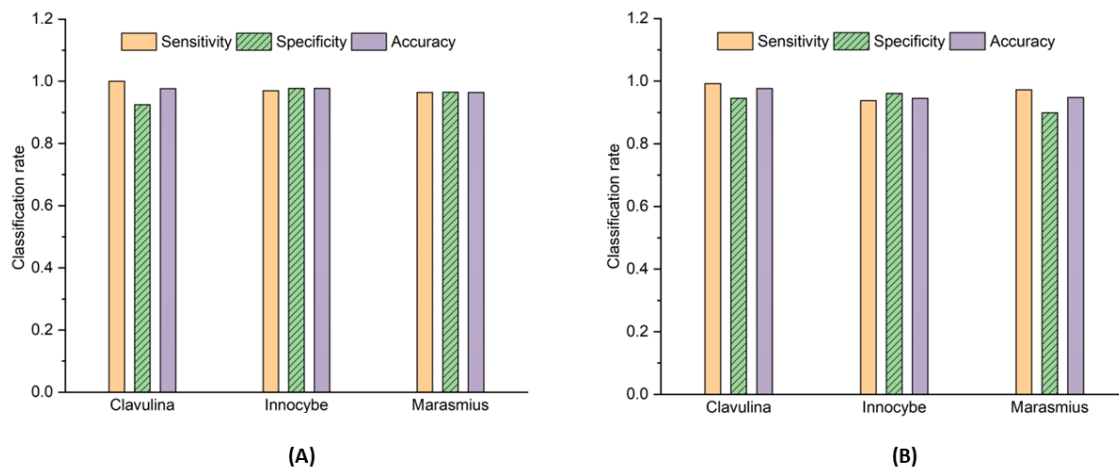 1.2
Sensitivity Specificity Accuracy
1.0
0.8
0.6
0.4
0.2
0.0
Classification rate
Clavulina Innocybe Marasmius
(A)
1.2
Sensitivity Specificity Accuracy
1.0
0.8
0.6
0.4
0.2
0.0
Classification rate
Clavulina Innocybe Marasmius
(B)